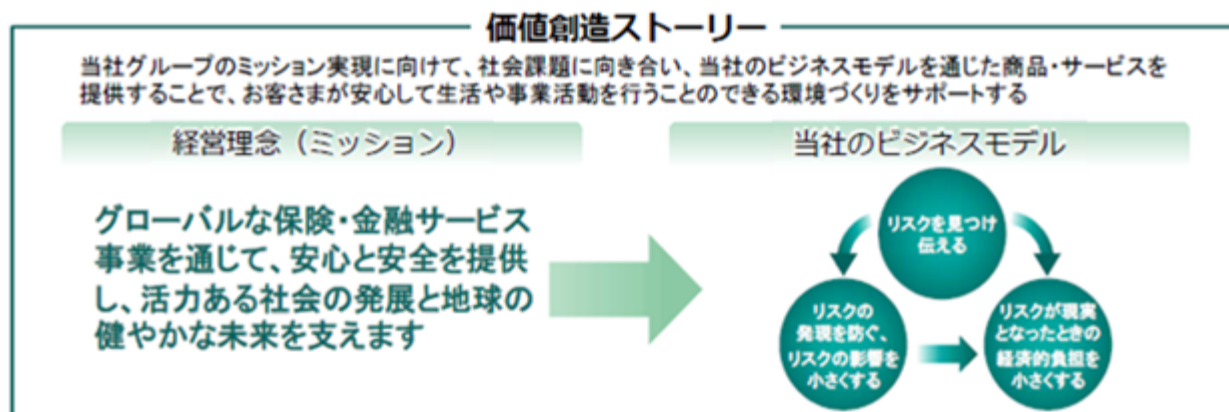 価値創造ストーリー
当社グループのミッション実現に向けて、社会課題に向き合い、当社のビジネスモデルを通じた商品・サービスを
提供することで、お客さまが安心して生活や事業活動を行うことのできる環境づくりをサポートする
経営理念（ミッション）
グローバルな保険・金融サービス
事業を通じて、安心と安全を提供
し、活力ある社会の発展と地球の
健やかな未来を支えます
当社のビジネスモデル
リスクを見つけ
伝える
リスクの
発現を防ぐ、
リスクの影響を
小さくする
リスクが現実
となったときの
経済的負担を
小さくする